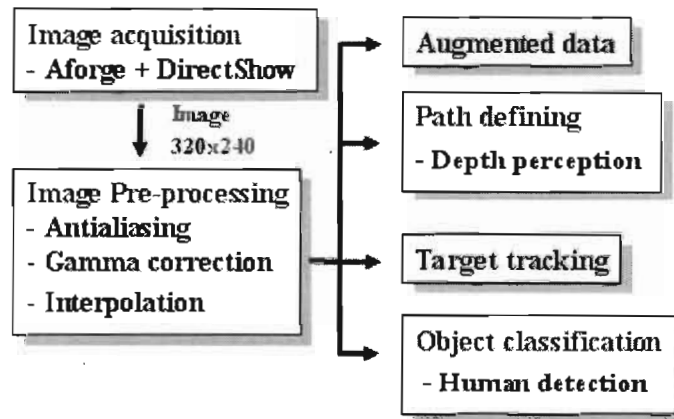 Image acquisition
- Aforge + DirectShow
Image
320x240
Image Pre-processing
- Antialiasing
- Gamma correction
- Interpolation
Augmented data
Path defining
- Depth perception
Target tracking
Object classification
- Human detection